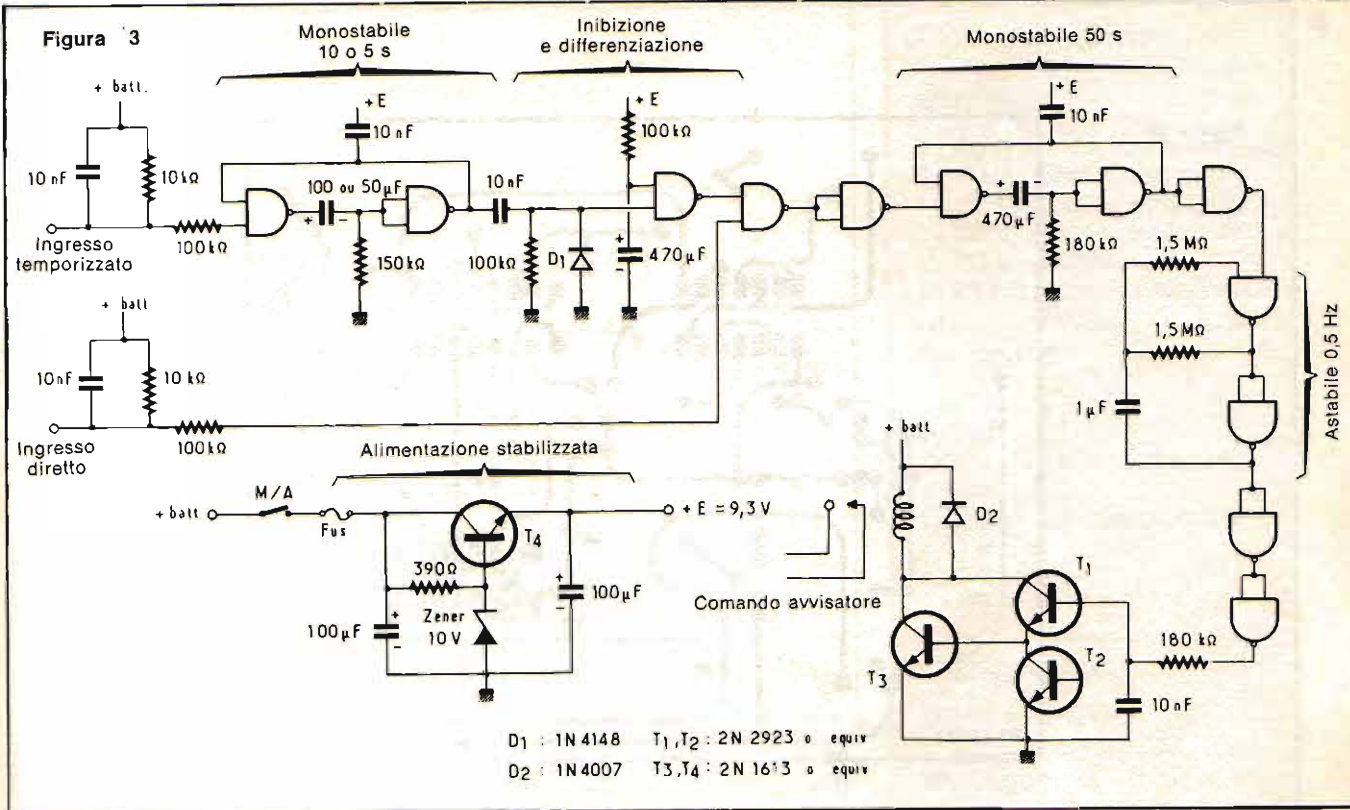 Figura 3
Monostabile
10 o 5 s
Inibizione
e differenziazione
Monostabile 50 s
+ batt.
+ E
10 nF
+ E
100 kΩ
+ E
10 nF
10 nF
10 kΩ
100 ou 50 µF
+ -
10 nF
+ -
470 µF
Ingresso
temporizzato
100 kΩ
150 kΩ
100 kΩ
D1
+
-
470 µF
180 kΩ
1,5 MΩ
+ batt
1,5 MΩ
10 nF
10 kΩ
1 µF
Astabile 0,5 Hz
Ingresso
diretto
100 kΩ
Alimentazione stabilizzata
+ batt
+ batt
M/A
Fus
T4
+ E = 9,3 V
D2
390 Ω
+
-
100 µF
Zener
10 V
+
-
100 µF
Comando avvisatore
T1
T3
T2
180 kΩ
10 nF
D1 : 1N 4148 T1,T2 : 2N 2923 o equiv
D2 : 1N 4007 T3,T4 : 2N 1613 o equiv